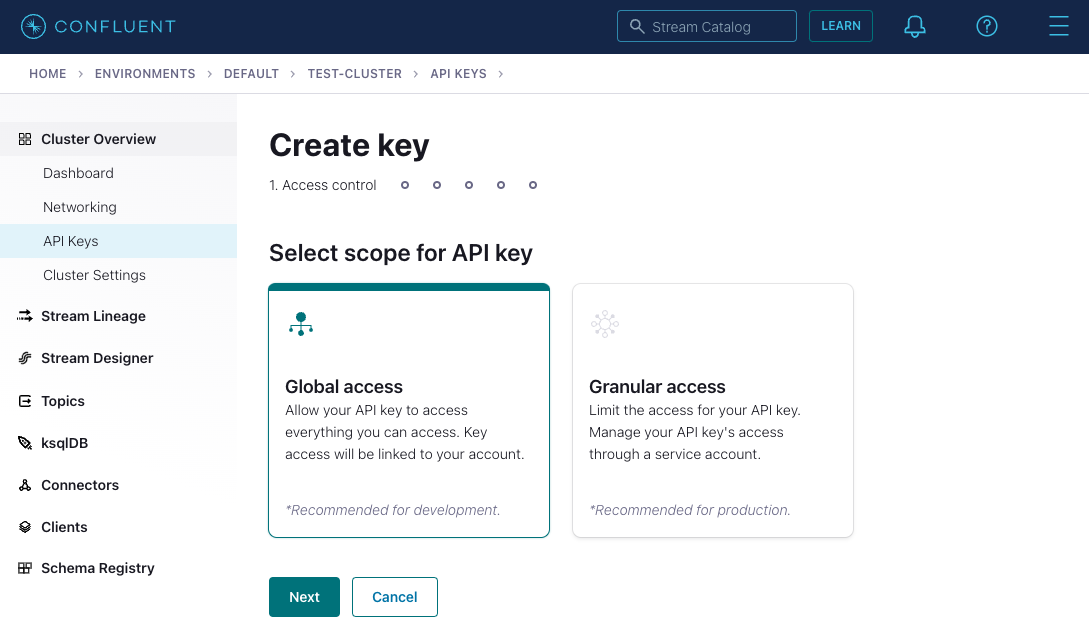 CONFLUENT
Stream Catalog
LEARN
HOME > ENVIRONMENTS > DEFAULT > TEST-CLUSTER > API KEYS >
Cluster Overview
Dashboard
Networking
API Keys
Cluster Settings
Stream Lineage
Stream Designer
Topics
ksqlDB
Connectors
Clients
Schema Registry
Create key
1. Access control
Select scope for API key
Global access
Allow your API key to access
everything you can access. Key
access will be linked to your account.
*Recommended for development.
Granular access
Limit the access for your API key.
Manage your API key's access
through a service account.
*Recommended for production.
Next
Cancel